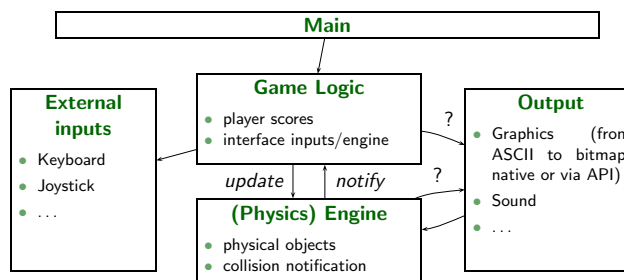 Main
External
inputs
• Keyboard
• Joystick
• . . .
Game Logic
• player scores
• interface inputs/engine
update
notify
(Physics) Engine
• physical objects
• collision notification
?
?
Output
• Graphics (from
ASCII to bitmap,
native or via API)
• Sound
• . . .